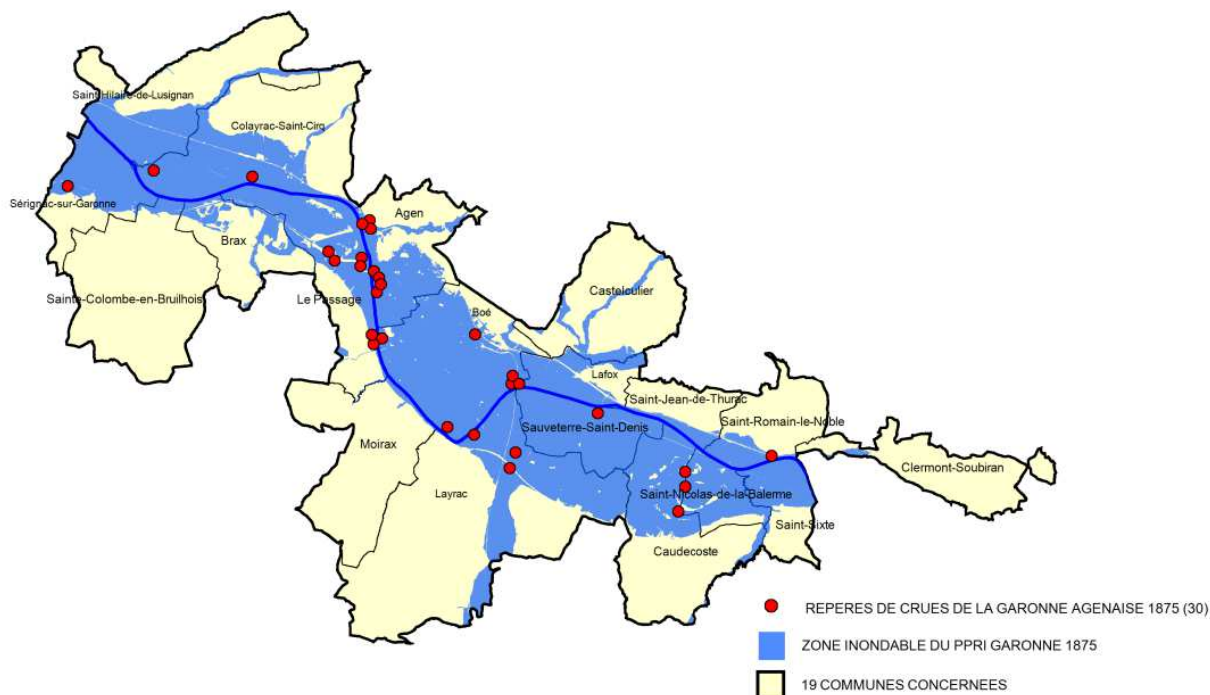 Saint-Hilaire-de-Lusignan
Colayrac-Saint-Cirq
Sérignac-sur-Garonne
Agen
Brax
Sainte-Colombe-en-Bruilhois
Le Passage
Castelculier
Boé
Lafox
Saint-Jean-de-Thurac
Saint-Romain-le-Noble
Sauveterre-Saint-Denis
Moirax
Clermont-Soubiran
Layrac
Saint-Nicolas-de-la-Balerme
Saint-Sixte
Caudecoste
REPERES DE CRUES DE LA GARONNE AGENAISE 1875 (30)
ZONE INONDABLE DU PPRI GARONNE 1875
19 COMMUNES CONCERNEES